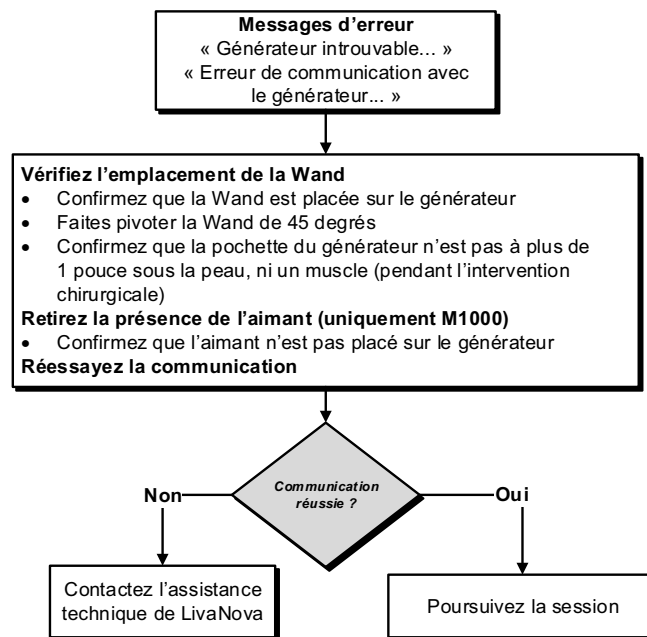 Messages d'erreur
« Générateur introuvable... »
« Erreur de communication avec
le générateur... »
Vérifiez l'emplacement de la Wand
• Confirmez que la Wand est placée sur le générateur
• Faites pivoter la Wand de 45 degrés
• Confirmez que la pochette du générateur n'est pas à plus de
1 pouce sous la peau, ni un muscle (pendant l'intervention
chirurgicale)
Retirez la présence de l'aimant (uniquement M1000)
• Confirmez que l'aimant n'est pas placé sur le générateur
Réessayez la communication
Communication
réussie ?
Non
Oui
Contactez l'assistance
technique de LivaNova
Poursuivez la session